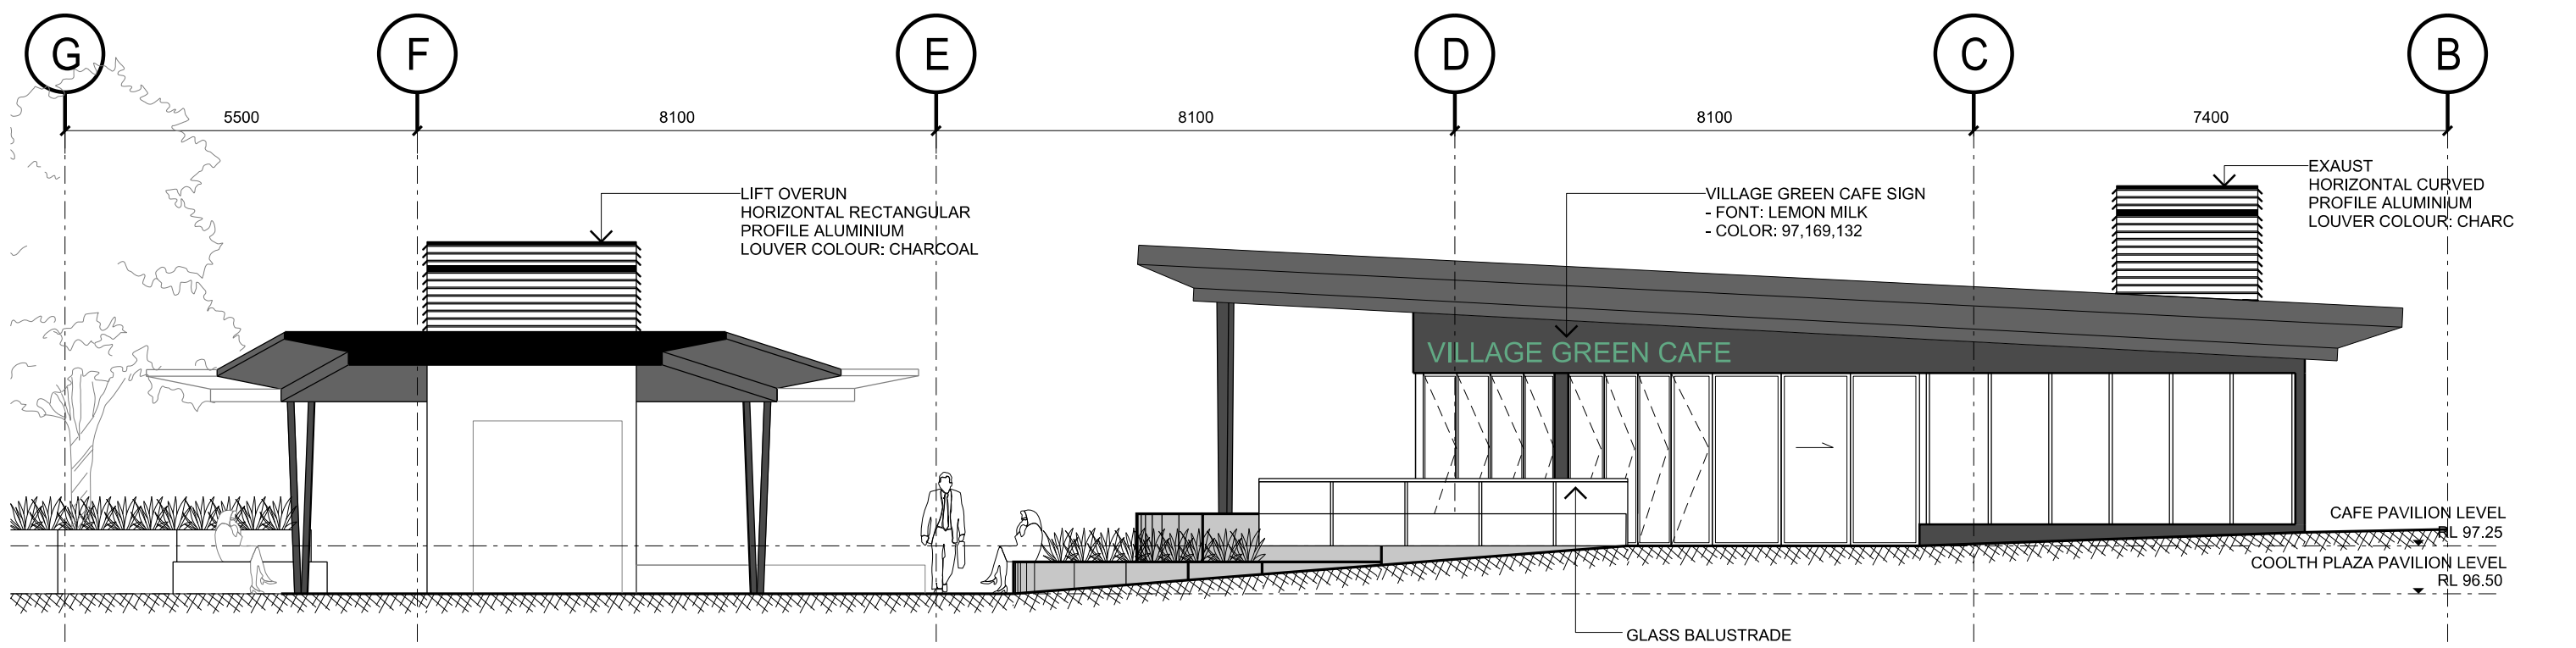 G F E D C B
5500 8100 8100 8100 7400
LIFT OVERUN
HORIZONTAL RECTANGULAR
PROFILE ALUMINIUM
LOUVER COLOUR: CHARCOAL
VILLAGE GREEN CAFE SIGN
- FONT: LEMON MILK
- COLOR: 97,169,132
EXAUST
HORIZONTAL CURVED
PROFILE ALUMINIUM
LOUVER COLOUR: CHARC
VILLAGE GREEN CAFE
CAFE PAVILION LEVEL
RL 97.25
COOLTH PLAZA PAVILION LEVEL
RL 96.50
GLASS BALUSTRADE